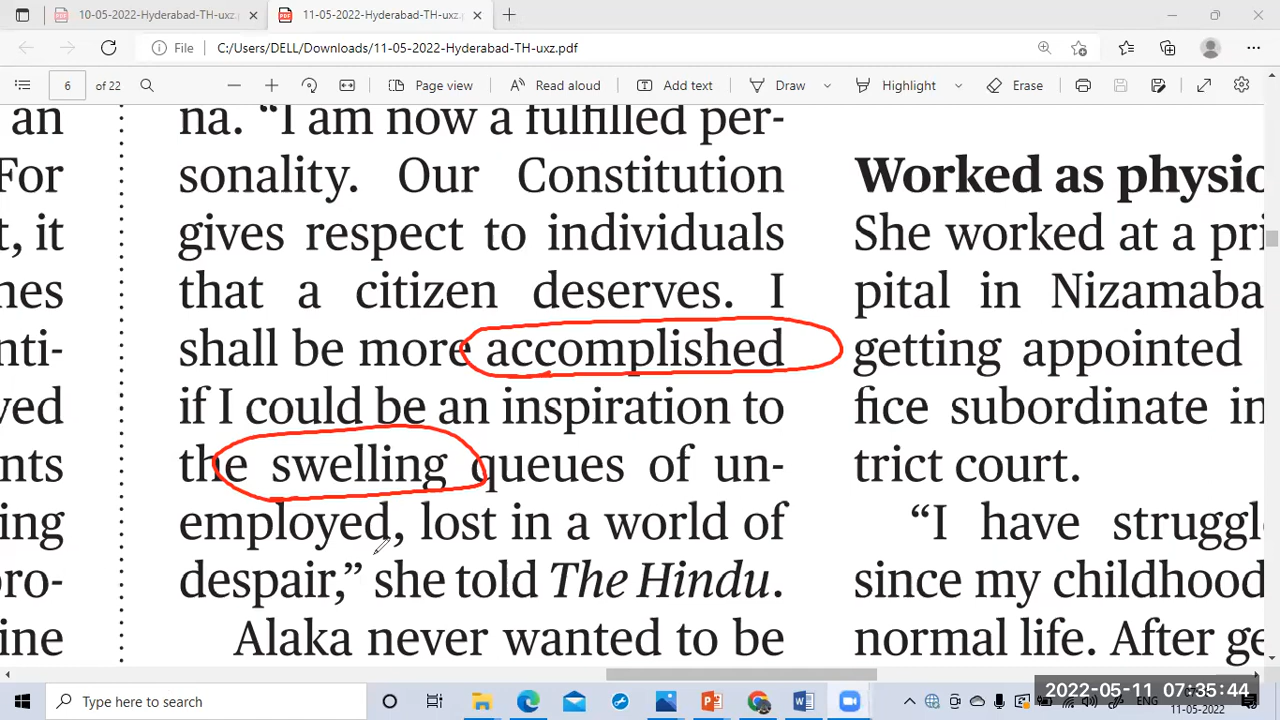 10-05-2022-Hyderabad-TH-uxz.pdf
11-05-2022-Hyderabad-TH-uxz.pdf
File
C:/Users/DELL/Downloads/11-05-2022-Hyderabad-TH-uxz.pdf
6 of 22
Page view
Read aloud
Add text
Draw
Highlight
Erase
an
For
t, it
nes
nti-
ved
nts
ing
pro-
ine
na. “I am now a fulfilled per-
sonality. Our Constitution
gives respect to individuals
that a citizen deserves. I
shall be more accomplished
if I could be an inspiration to
the swelling queues of un-
employed, lost in a world of
despair,” she told The Hindu.
Alaka never wanted to be
Worked as physio
She worked at a pri
pital in Nizamaba
getting appointed
fice subordinate in
trict court.
“I have struggl
since my childhood
normal life. After ge
Type here to search
ENG
2022-05-11 07:35:44
11-05-2022